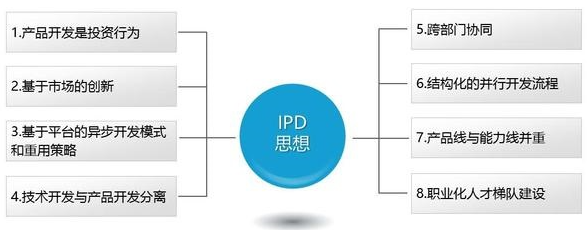 1.产品开发是投资行为
2.基于市场的创新
3.基于平台的异步开发模式
和重用策略
4.技术开发与产品开发分离
IPD
思想
5.跨部门协同
6.结构化的并行开发流程
7.产品线与能力线并重
8.职业化人才梯队建设